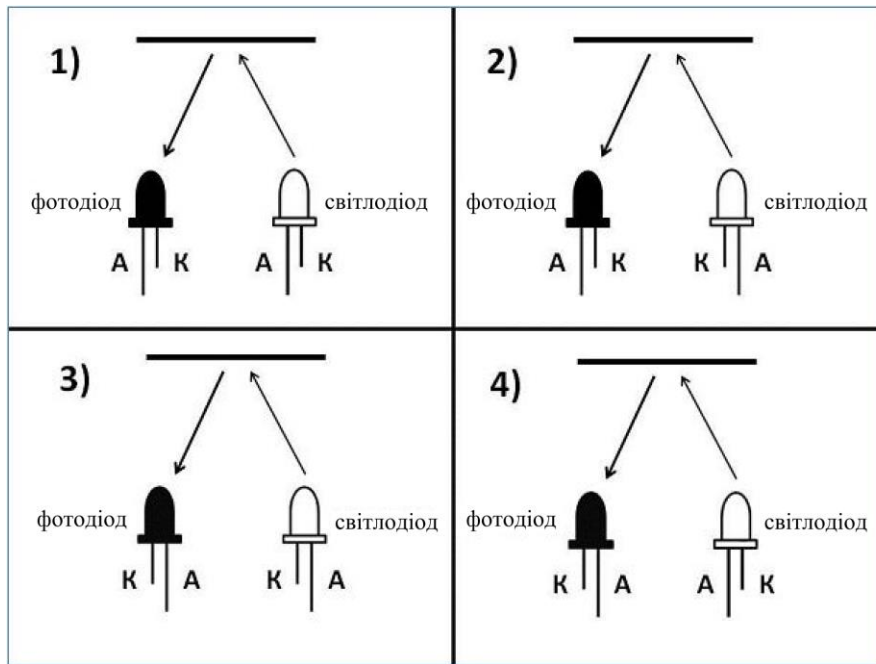 1)
фотодіод
світлодіод
А К
А К
2)
фотодіод
світлодіод
А К
К А
3)
фотодіод
світлодіод
К А
К А
4)
фотодіод
світлодіод
К А
А К